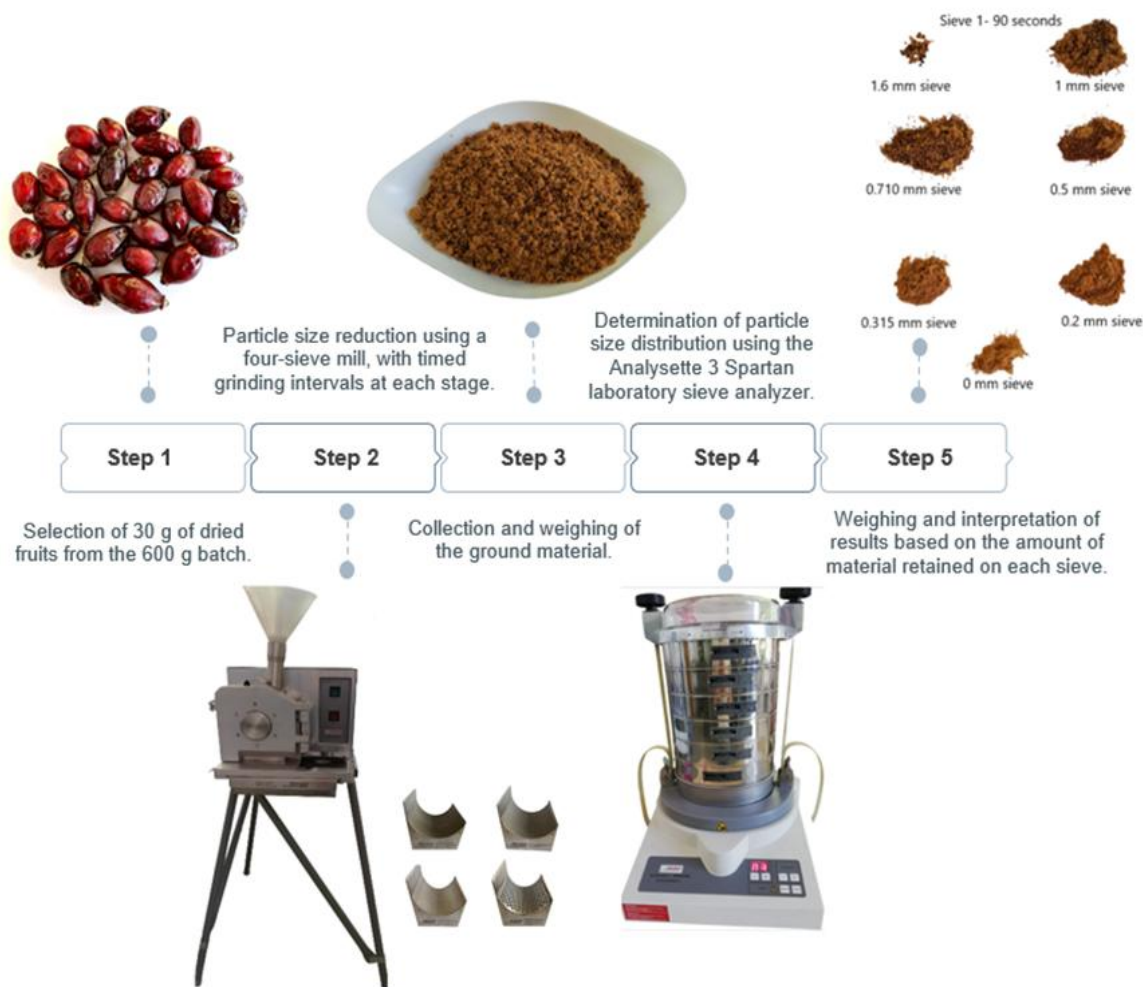 Sieve 1- 90 seconds
1.6 mm sieve
1 mm sieve
0.710 mm sieve
0.5 mm sieve
0.315 mm sieve
0.2 mm sieve
0 mm sieve
Particle size reduction using a
four-sieve mill, with timed
grinding intervals at each stage.
Determination of particle
size distribution using the
Analysette 3 Spartan
laboratory sieve analyzer.
Step 1
Step 2
Step 3
Step 4
Step 5
Selection of 30 g of dried
fruits from the 600 g batch.
Collection and weighing of
the ground material.
Weighing and interpretation of
results based on the amount of
material retained on each sieve.